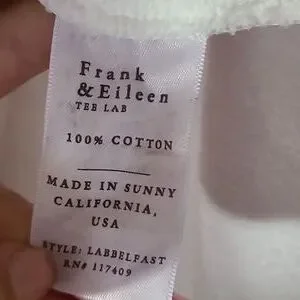 Frank
& Eileen
TEE LAB
100% COTTON
MADE IN SUNNY
CALIFORNIA,
USA
STYLE: LABBELFAST
RN# 117409